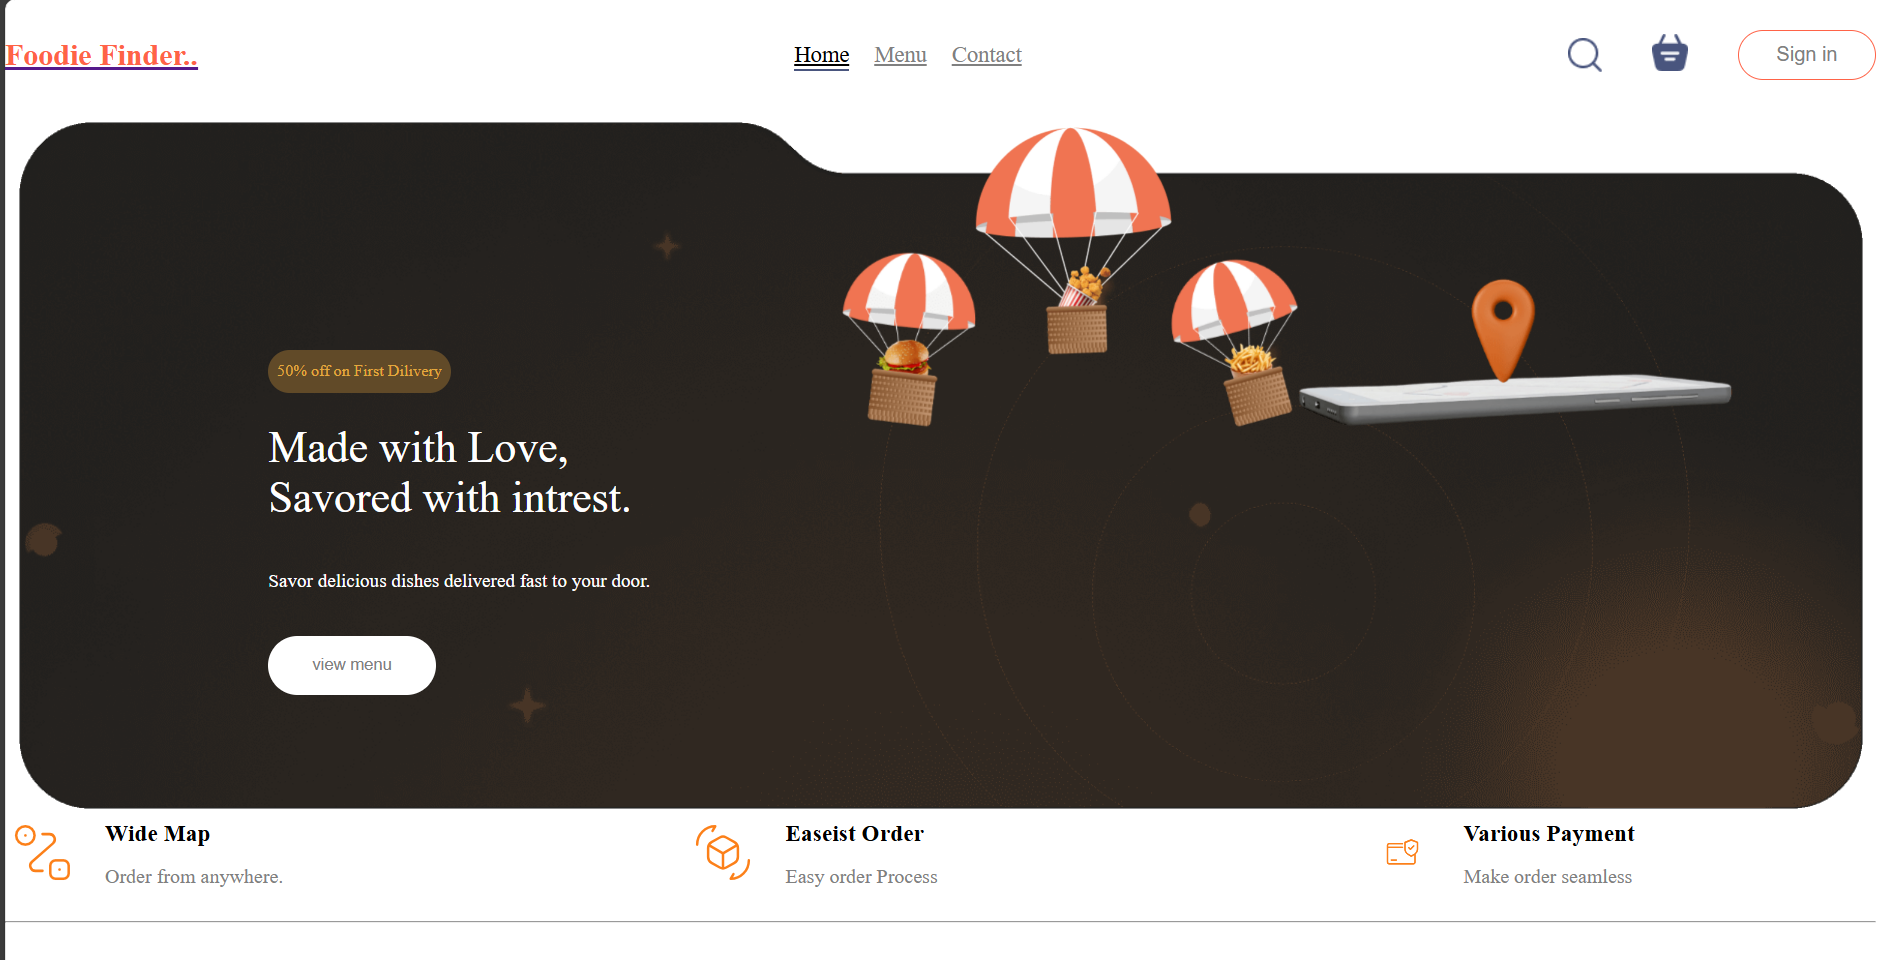 Foodie Finder..
Home Menu Contact
Sign in
50% off on First Dilivery
Made with Love,
Savored with intrest.
Savor delicious dishes delivered fast to your door.
view menu
Wide Map
Order from anywhere.
Easeist Order
Easy order Process
Various Payment
Make order seamless